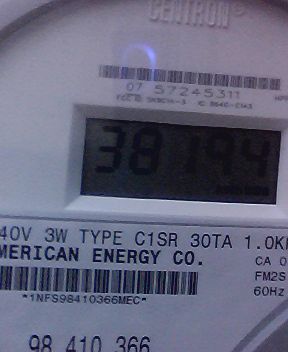 CENTRON®
07 57245311
38194
40V 3W TYPE C1SR 30TA 1.0K
MERICAN ENERGY CO.
CA 0
FM2S
60Hz
*1NFS98410366MEC*
98 410 366